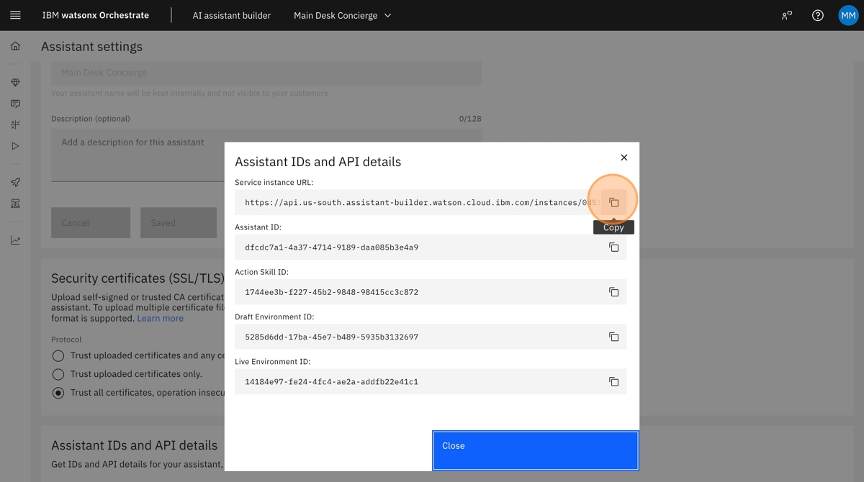 IBM watsonx Orchestrate
AI assistant builder
Main Desk Concierge
MM
Assistant settings
Main Desk Concierge
Your assistant name will be kept internally and not visible to your customers.
Description (optional)
0/128
Add a description for this assistant
Cancel
Saved
Security certificates (SSL/TLS)
Upload self-signed or trusted CA certificat
assistant. To upload multiple certificate fil
format is supported. Learn more
Protocol
Trust uploaded certificates and any ce
Trust uploaded certificates only.
Trust all certificates, operation insecu
Assistant IDs and API details
Get IDs and API details for your assistant,
Assistant IDs and API details
Service instance URL:
https://api.us-south.assistant-builder.watson.cloud.ibm.com/instances/
Copy
Assistant ID:
dfcdc7a1-4a37-4714-9189-daa085b3e4a9
Action Skill ID:
1744ee3b-f227-45b2-9848-98415cc3c872
Draft Environment ID:
5285d6dd-17ba-45e7-b489-5935b3132697
Live Environment ID:
14184e97-fe24-4fc4-ae2a-addfb22e41c1
Close